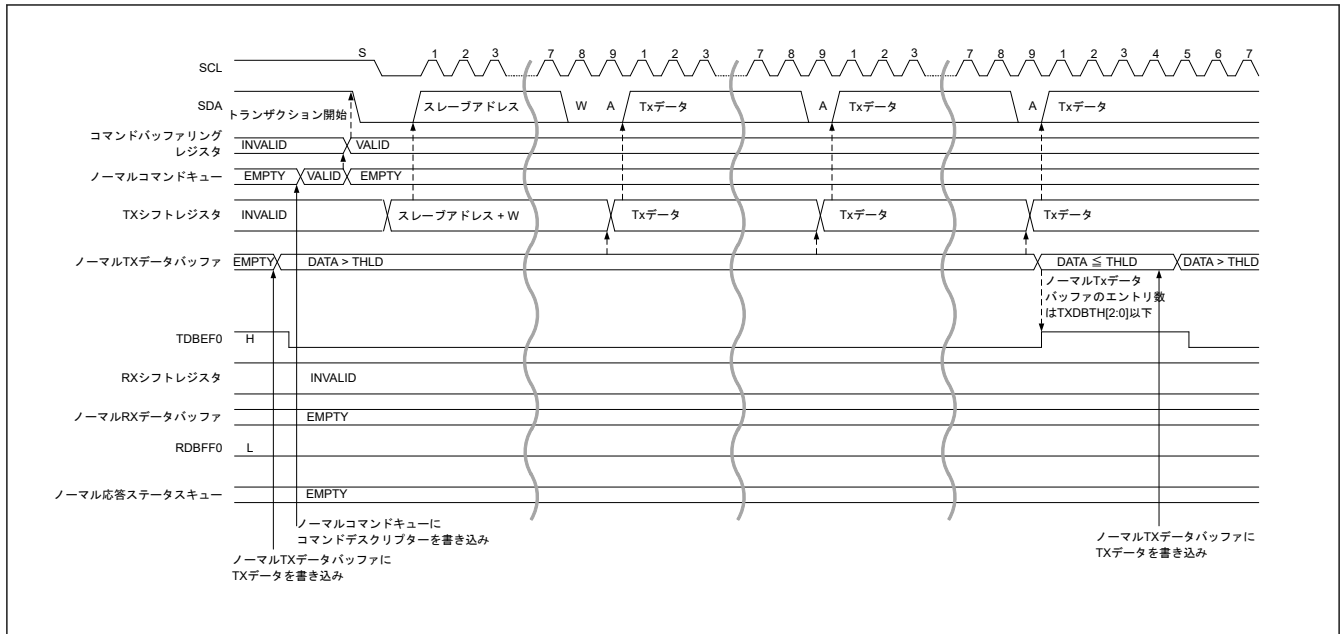 S 1 2 3 7 8 9 1 2 3 7 8 9 1 2 3 7 8 9 1 2 3 4 5 6 7
SCL
SDA スレーブアドレス W A Txデータ A Txデータ A Txデータ
トランザクション開始
コマンドバッファリング
レジスタ
INVALID VALID
ノーマルコマンドキュー EMPTY VALID EMPTY
TXシフトレジスタ INVALID スレーブアドレス + W Txデータ Txデータ Txデータ
ノーマルTXデータバッファ EMPTY DATA > THLD DATA ≦ THLD DATA > THLD
ノーマルTxデータ
バッファのエントリ数
はTXDBTH[2:0]以下
TDBEF0 H
RXシフトレジスタ INVALID
ノーマルRXデータバッファ EMPTY
RDBFF0 L
ノーマル応答ステータスキュー EMPTY
ノーマルコマンドキューに
コマンドデスクリプターを書き込み
ノーマルTXデータバッファに
TXデータを書き込み
ノーマルTXデータバッファに
TXデータを書き込み